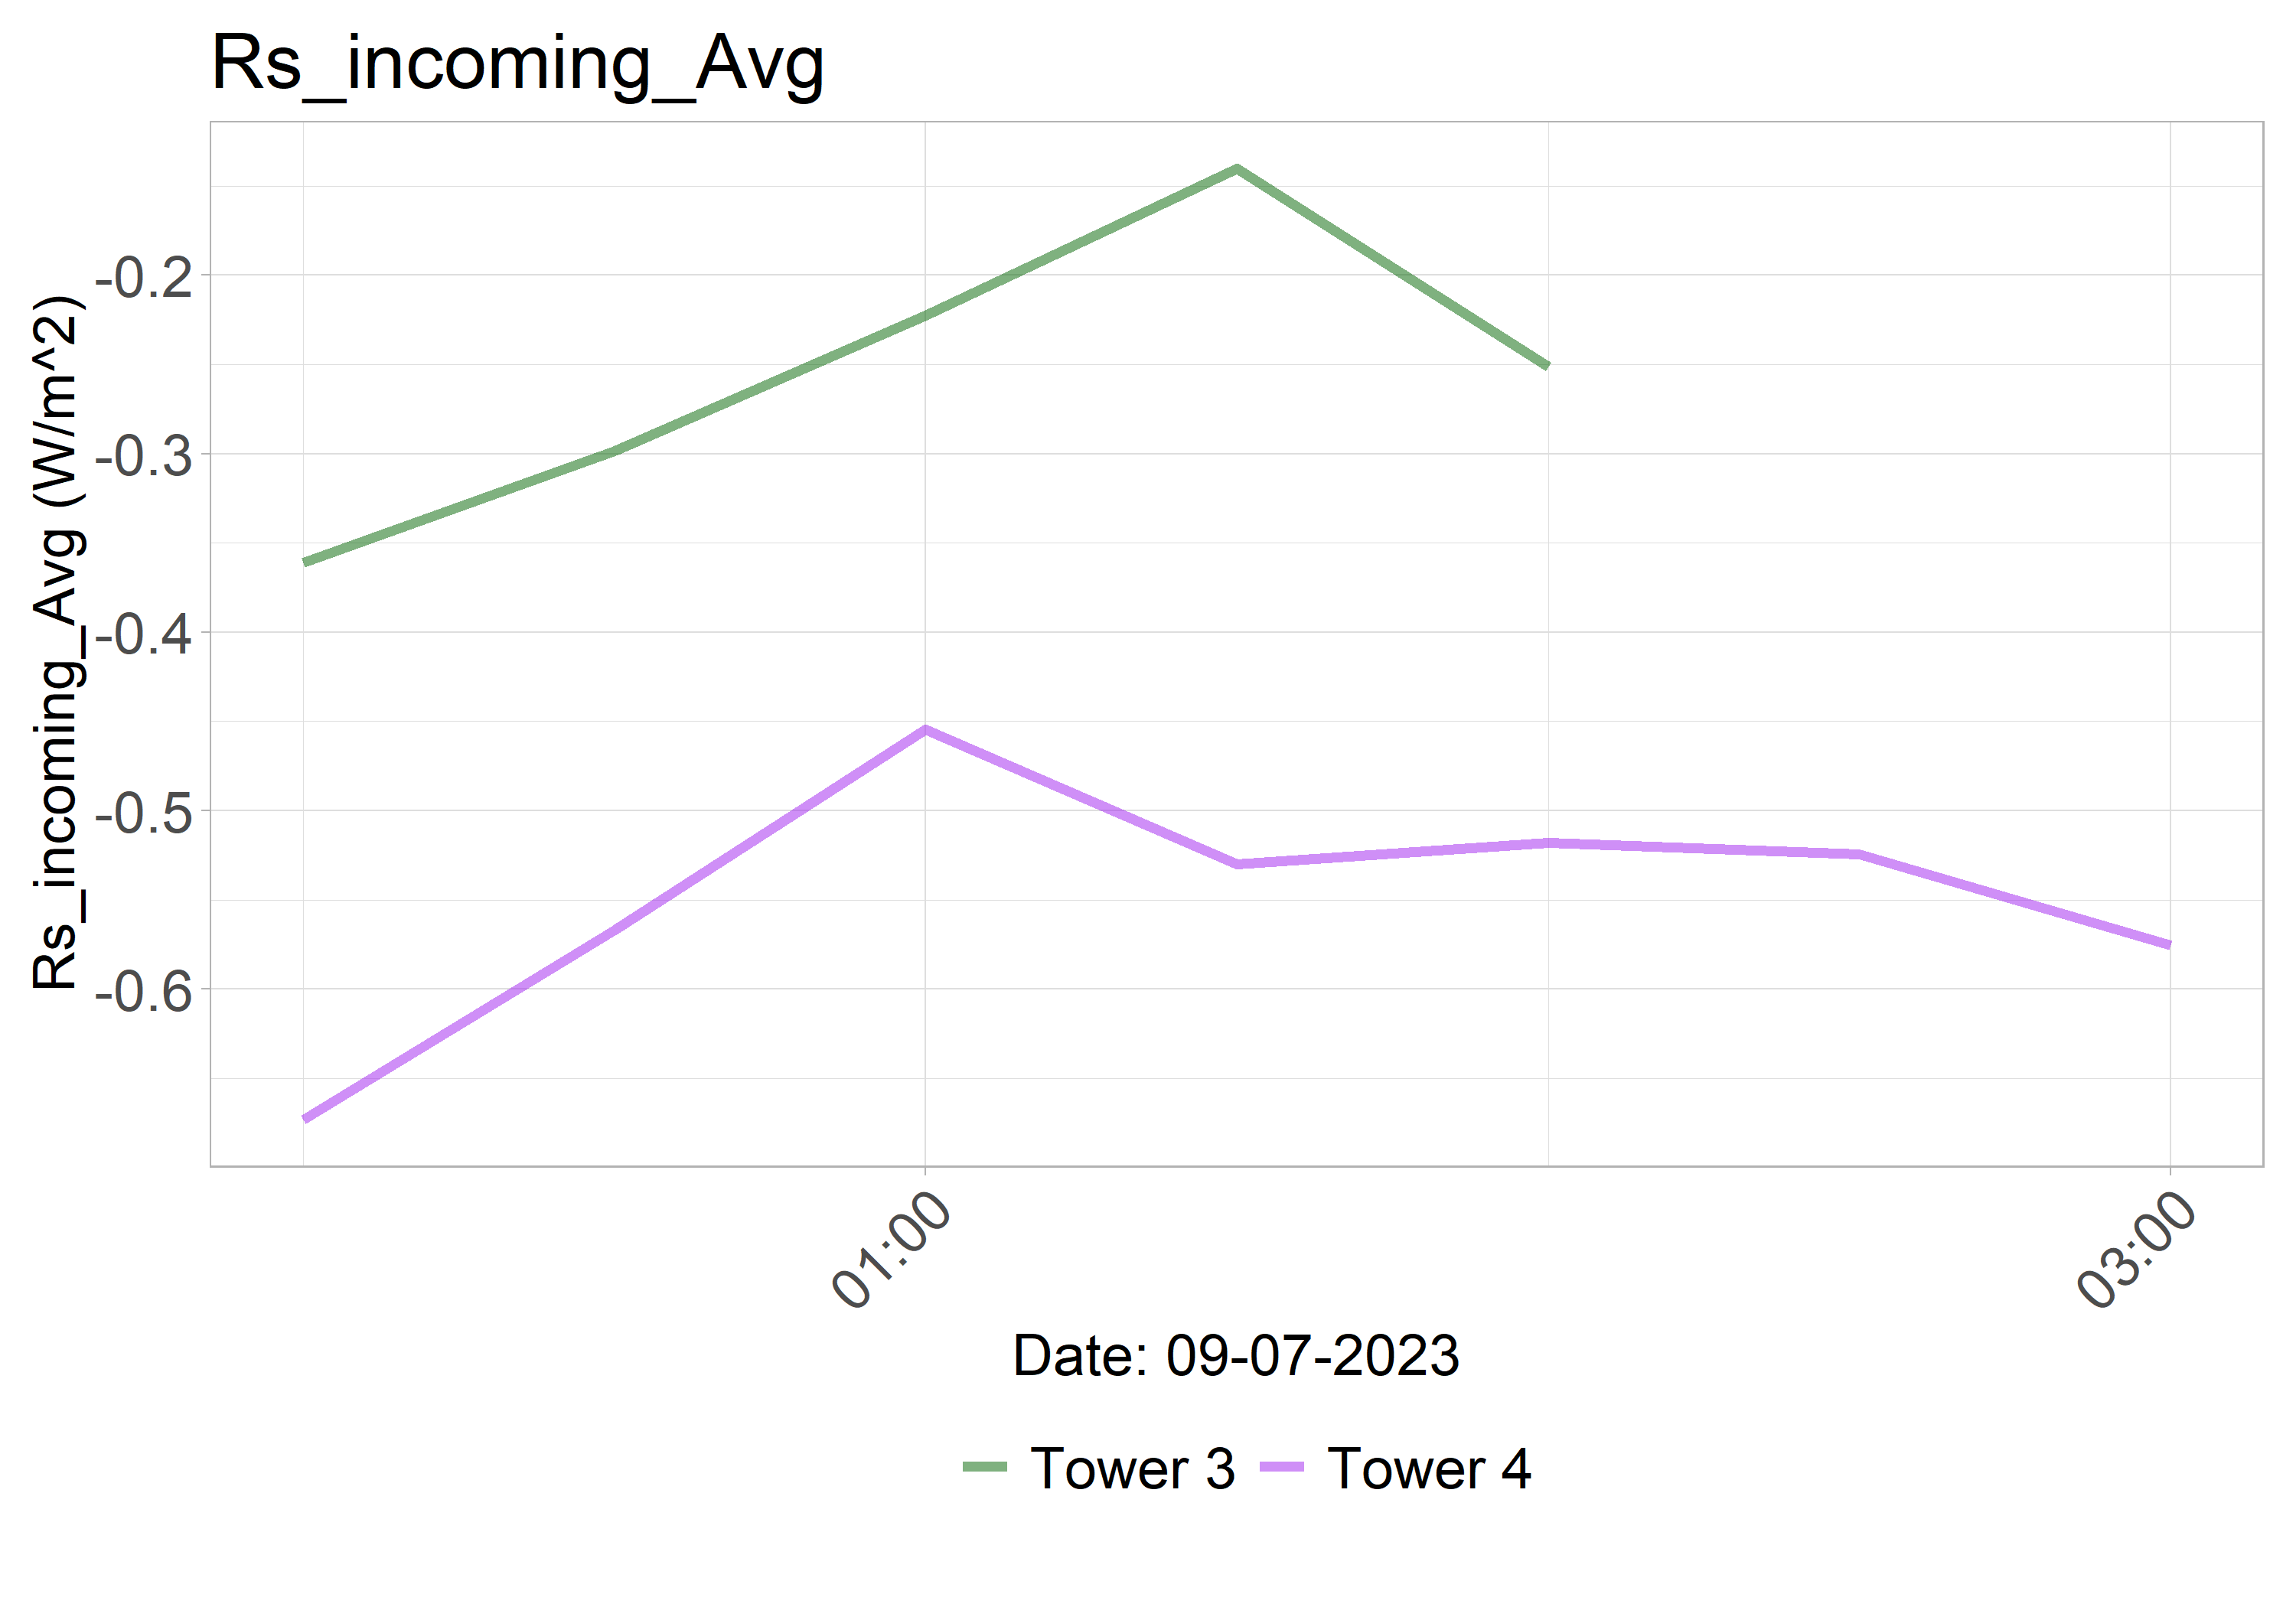 Rs_incoming_Avg
Rs_incoming_Avg (W/m^2)
-0.2
-0.3
-0.4
-0.5
-0.6
01:00
03:00
Date: 09-07-2023
Tower 3
Tower 4